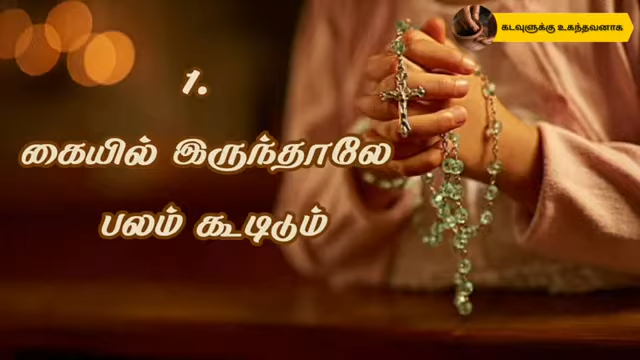 கடவுளுக்கு உகந்தவனாக
1.
கையில் இருந்தாலே
பலம் கூடிடும்